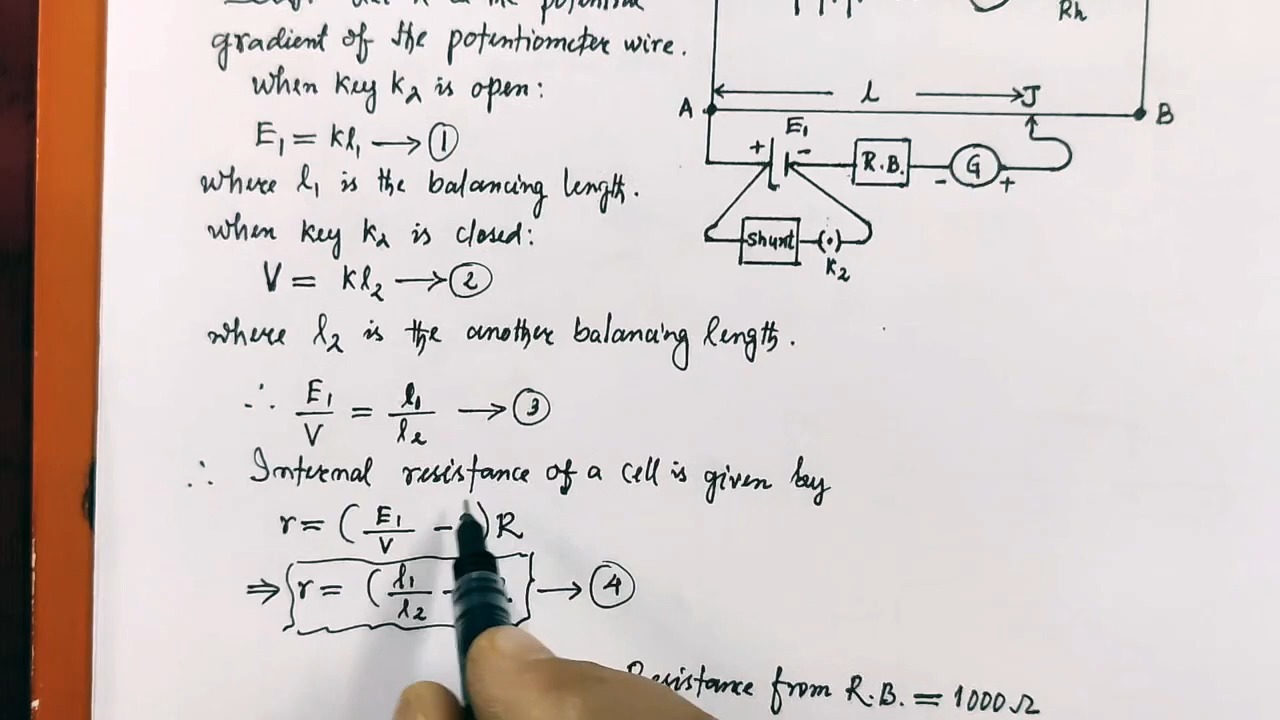 gradient of the potentiometer wire.
when key K2 is open:
E1 = Kl1 → ①
where l1 is the balancing length.
when key K2 is closed:
V = Kl2 → ②
where l2 is the another balancing length.
∴ E1/V = l1/l2 → ③
∴ Internal resistance of a cell is given by
r = (E1/V - )R
⇒ r = (l1/l2 - → ④
Resistance from R.B. = 1000Ω
Rh
l J
A B
E1
+ - R.B. - G +
shunt (•)
K2